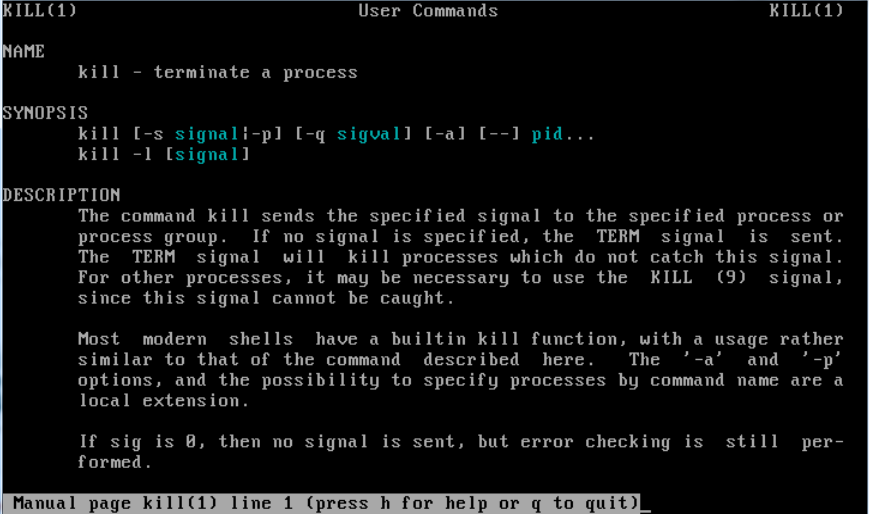 KILL(1) User Commands KILL(1)
NAME
kill - terminate a process
SYNOPSIS
kill [-s signal¦-p] [-q sigval] [-a] [--] pid...
kill -l [signal]
DESCRIPTION
The command kill sends the specified signal to the specified process or
process group. If no signal is specified, the TERM signal is sent.
The TERM signal will kill processes which do not catch this signal.
For other processes, it may be necessary to use the KILL (9) signal,
since this signal cannot be caught.
Most modern shells have a builtin kill function, with a usage rather
similar to that of the command described here. The '-a' and '-p'
options, and the possibility to specify processes by command name are a
local extension.
If sig is 0, then no signal is sent, but error checking is still per-
formed.
Manual page kill(1) line 1 (press h for help or q to quit)